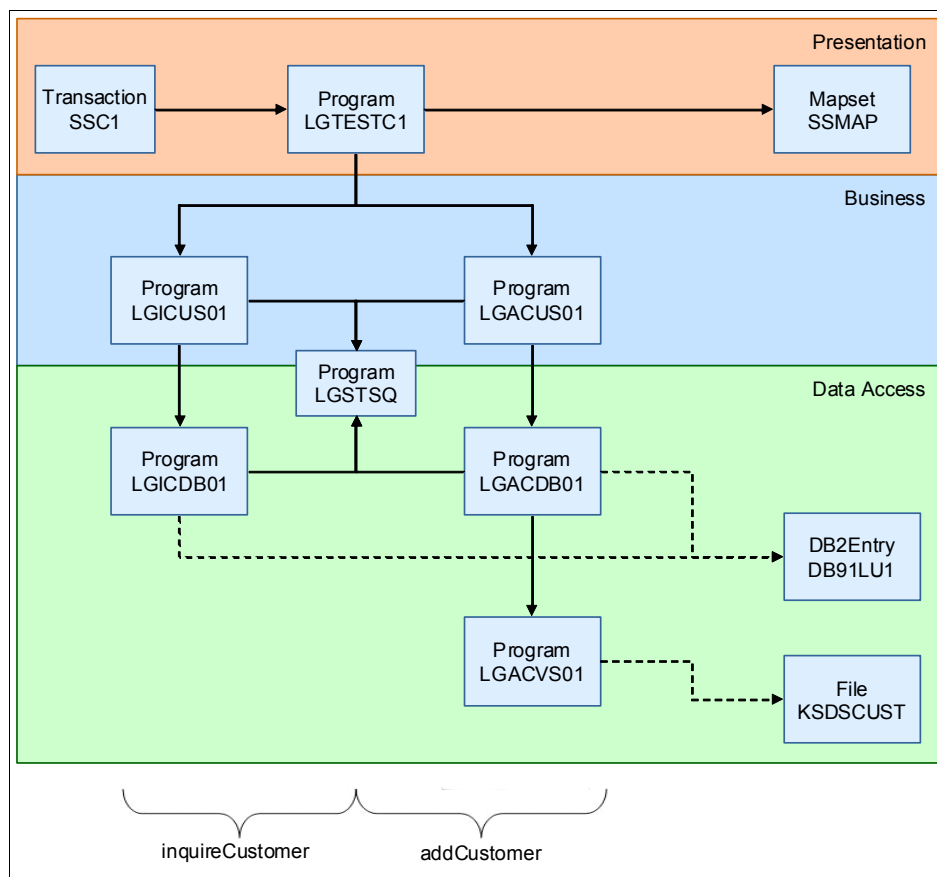 Presentation
Transaction
SSC1
Program
LGTESTC1
Mapset
SSMAP
Business
Program
LGICUS01
Program
LGACUS01
Program
LGSTSQ
Data Access
Program
LGICDB01
Program
LGACDB01
DB2Entry
DB91LU1
Program
LGACVS01
File
KSDSCUST
inquireCustomer
addCustomer